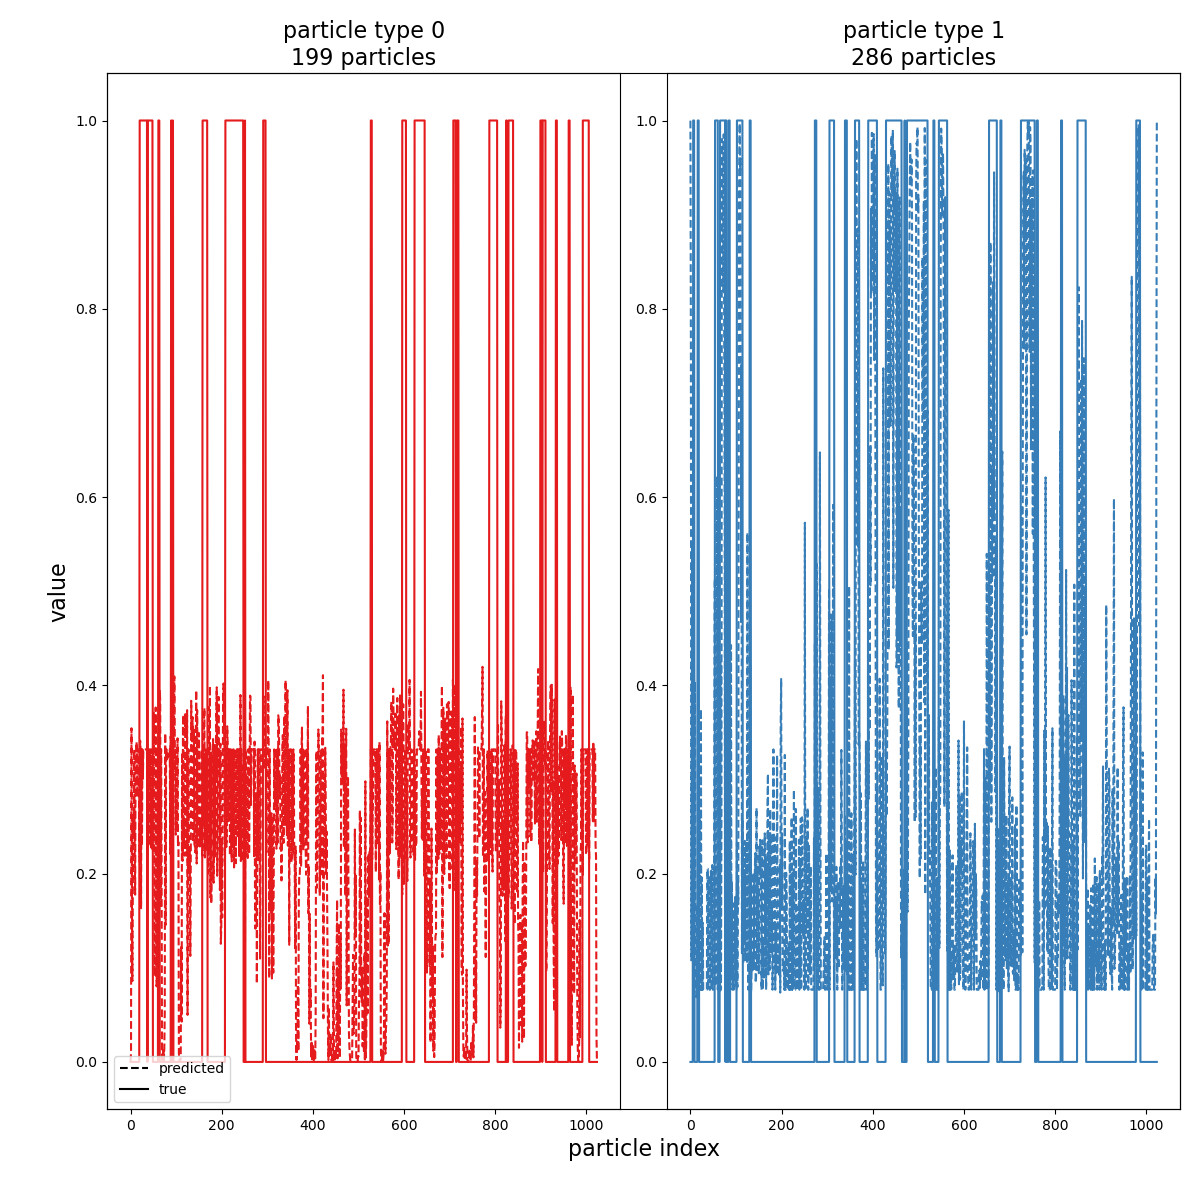 particle type 0
199 particles
particle type 1
286 particles
1.0
0.8
0.6
0.4
0.2
0.0
1.0
0.8
0.6
0.4
0.2
0.0
value
predicted
true
0 200 400 600 800 1000
0 200 400 600 800 1000
particle index